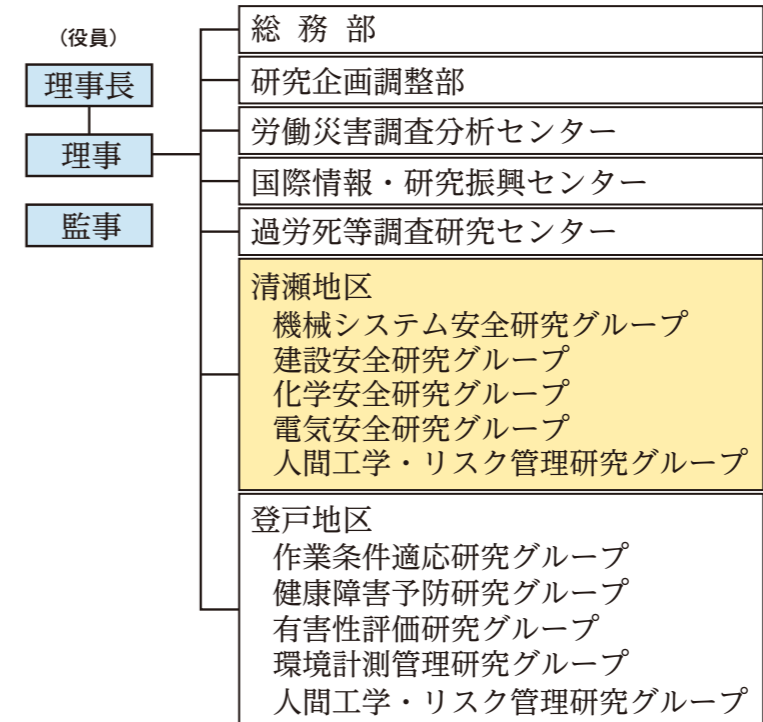 （役員）
理事長
理事
監事
総務部
研究企画調整部
労働災害調査分析センター
国際情報・研究振興センター
過労死等調査研究センター
清瀬地区
機械システム安全研究グループ
建設安全研究グループ
化学安全研究グループ
電気安全研究グループ
人間工学・リスク管理研究グループ
登戸地区
作業条件適応研究グループ
健康障害予防研究グループ
有害性評価研究グループ
環境計測管理研究グループ
人間工学・リスク管理研究グループ